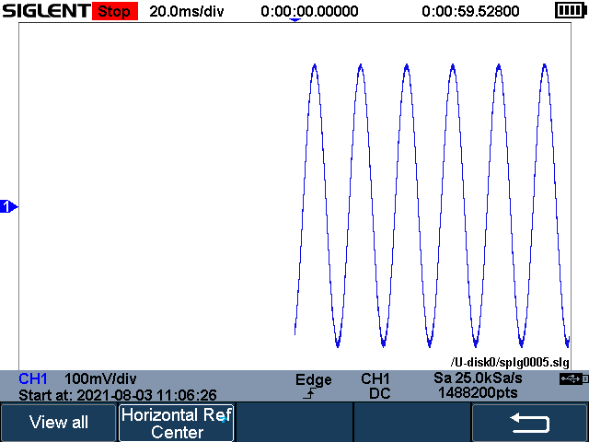 SIGLENT Stop 20.0ms/div 0:00:00.00000 0:00:59.52800
1
/U-disk0/splg0005.slg
CH1 100mV/div Edge CH1 Sa 25.0kSa/s
Start at: 2021-08-03 11:06:26 DC 1488200pts
View all Horizontal Ref
Center